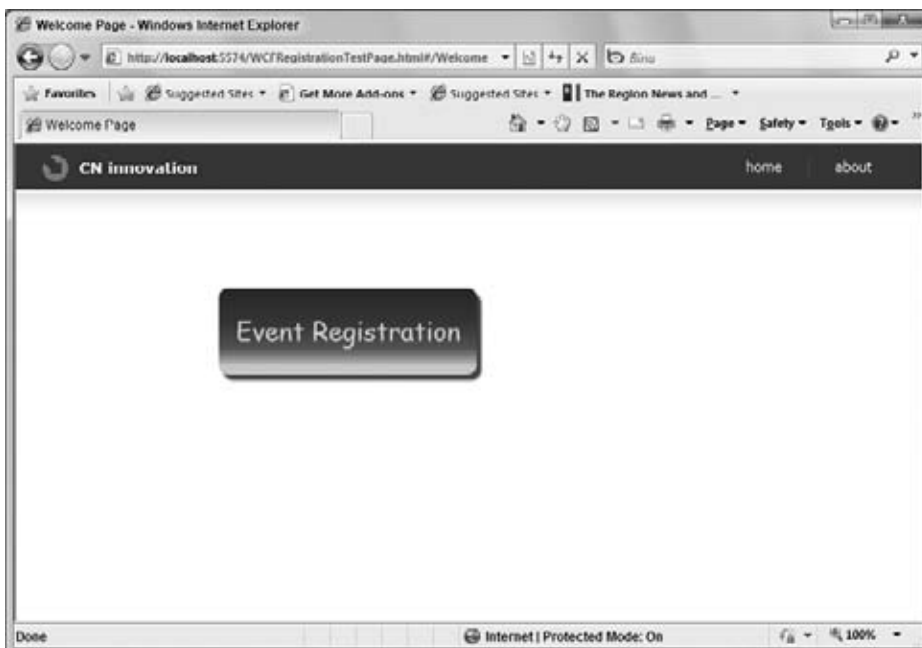 Welcome Page - Windows Internet Explorer
http://localhost:5574/WCFRegistrationTestPage.html#/Welcome
Bing
Favorites Suggested Sites Get More Add-ons Suggested Sites The Region News and ...
Welcome Page
Page Safety Tools
CN innovation
home
about
Event Registration
Done
Internet | Protected Mode: On
100%